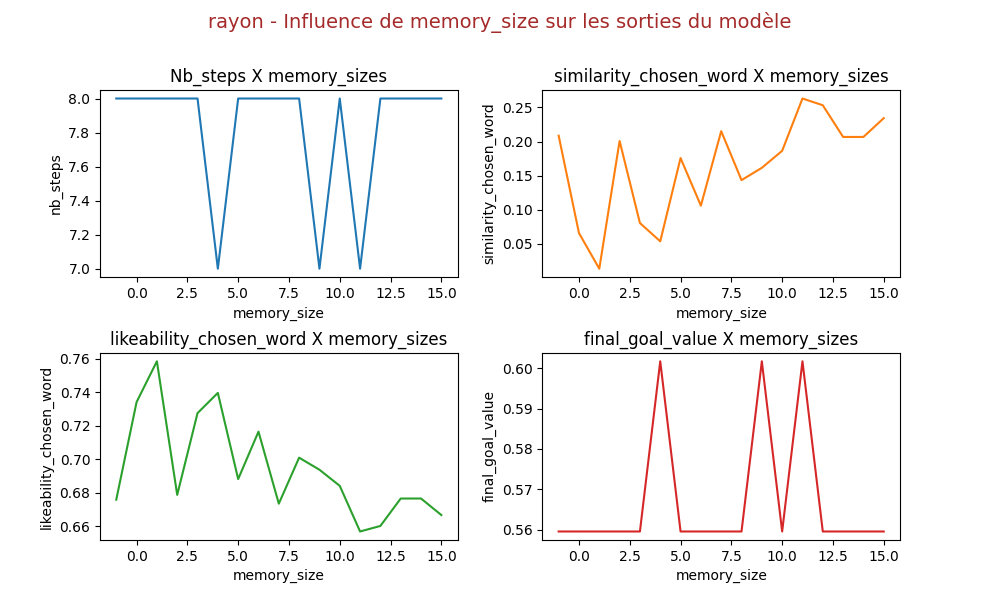 rayon - Influence de memory_size sur les sorties du modèle
Nb_steps X memory_sizes
nb_steps
8.0
7.8
7.6
7.4
7.2
7.0
0.0 2.5 5.0 7.5 10.0 12.5 15.0
memory_size
similarity_chosen_word X memory_sizes
similarity_chosen_word
0.25
0.20
0.15
0.10
0.05
0.0 2.5 5.0 7.5 10.0 12.5 15.0
memory_size
likeability_chosen_word X memory_sizes
likeability_chosen_word
0.76
0.74
0.72
0.70
0.68
0.66
0.0 2.5 5.0 7.5 10.0 12.5 15.0
memory_size
final_goal_value X memory_sizes
final_goal_value
0.60
0.59
0.58
0.57
0.56
0.0 2.5 5.0 7.5 10.0 12.5 15.0
memory_size